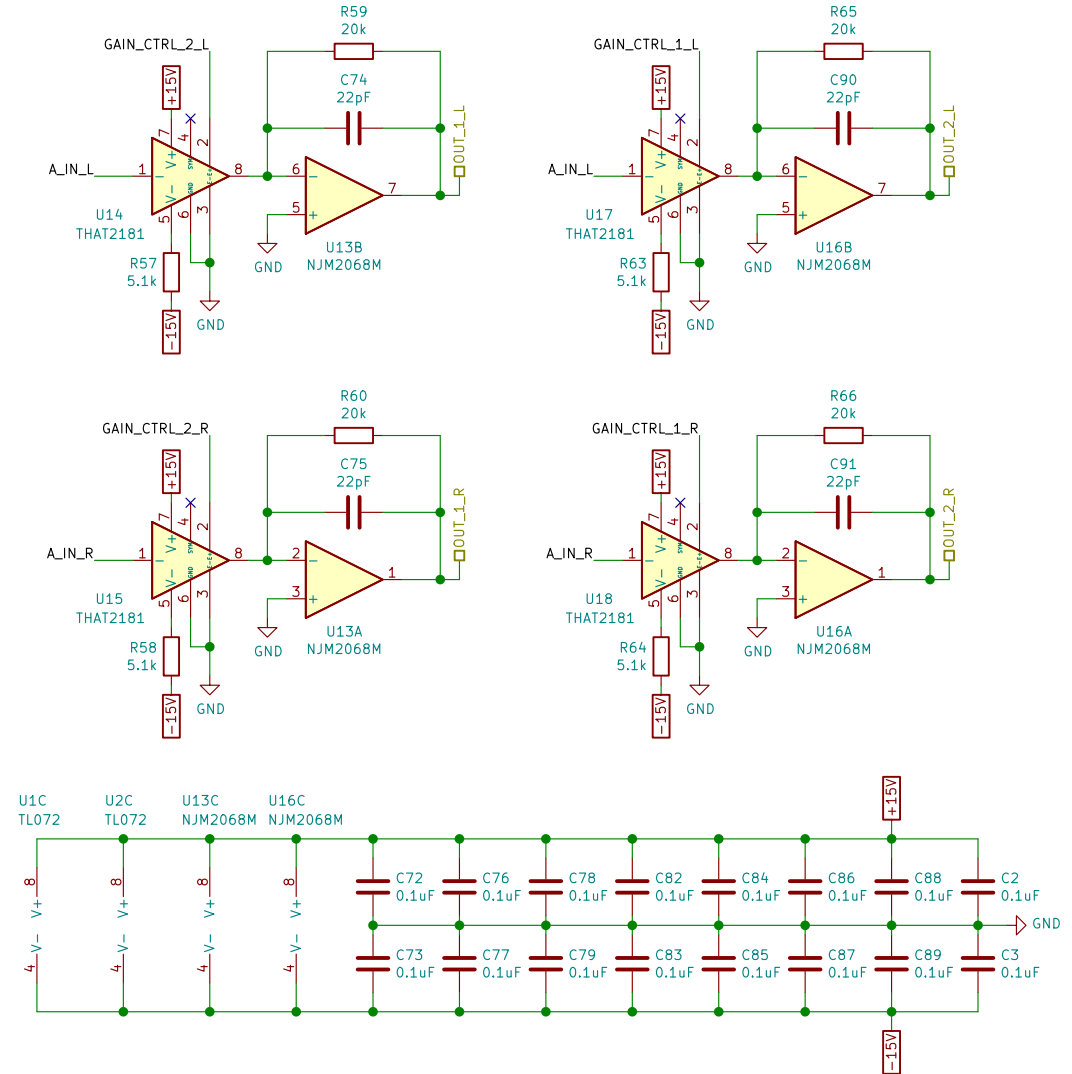 R59
20k
GAIN_CTRL_2_L
+15V
C74
22pF
OUT_1_L
7
4
2
V+
SYM
A_IN_L
1
−
8
6
−
7
V-
GND
5
+
5
6
3
U14
THAT2181
U13B
NJM2068M
R57
5.1k
GND
-15V
GND
R65
20k
GAIN_CTRL_1_L
+15V
C90
22pF
OUT_2_L
7
4
2
V+
SYM
A_IN_L
1
−
8
6
−
7
V-
GND
5
+
5
6
3
U17
THAT2181
U16B
NJM2068M
R63
5.1k
GND
-15V
GND
R60
20k
GAIN_CTRL_2_R
+15V
C75
22pF
OUT_1_R
7
4
2
V+
SYM
A_IN_R
1
−
8
2
−
1
V-
GND
3
+
5
6
3
U15
THAT2181
U13A
NJM2068M
R58
5.1k
GND
-15V
GND
R66
20k
GAIN_CTRL_1_R
+15V
C91
22pF
OUT_2_R
7
4
2
V+
SYM
A_IN_R
1
−
8
2
−
1
V-
GND
3
+
5
6
3
U18
THAT2181
U16A
NJM2068M
R64
5.1k
GND
-15V
GND
U1C
TL072
U2C
TL072
U13C
NJM2068M
U16C
NJM2068M
+15V
8
V+
V-
4
8
V+
V-
4
8
V+
V-
4
8
V+
V-
4
C72
0.1uF
C76
0.1uF
C78
0.1uF
C82
0.1uF
C84
0.1uF
C86
0.1uF
C88
0.1uF
C2
0.1uF
GND
C73
0.1uF
C77
0.1uF
C79
0.1uF
C83
0.1uF
C85
0.1uF
C87
0.1uF
C89
0.1uF
C3
0.1uF
-15V